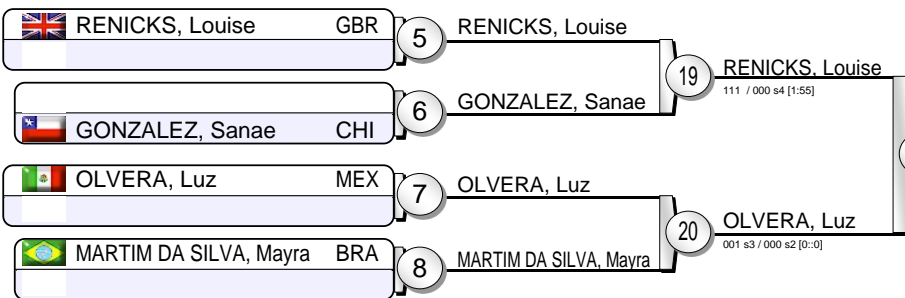 RENICKS, Louise GBR
5
RENICKS, Louise
19
RENICKS, Louise
111 / 000 s4 [1:55]
6
GONZALEZ, Sanae
GONZALEZ, Sanae CHI
OLVERA, Luz MEX
7
OLVERA, Luz
20
OLVERA, Luz
001 s3 / 000 s2 [0::0]
MARTIM DA SILVA, Mayra BRA
8
MARTIM DA SILVA, Mayra